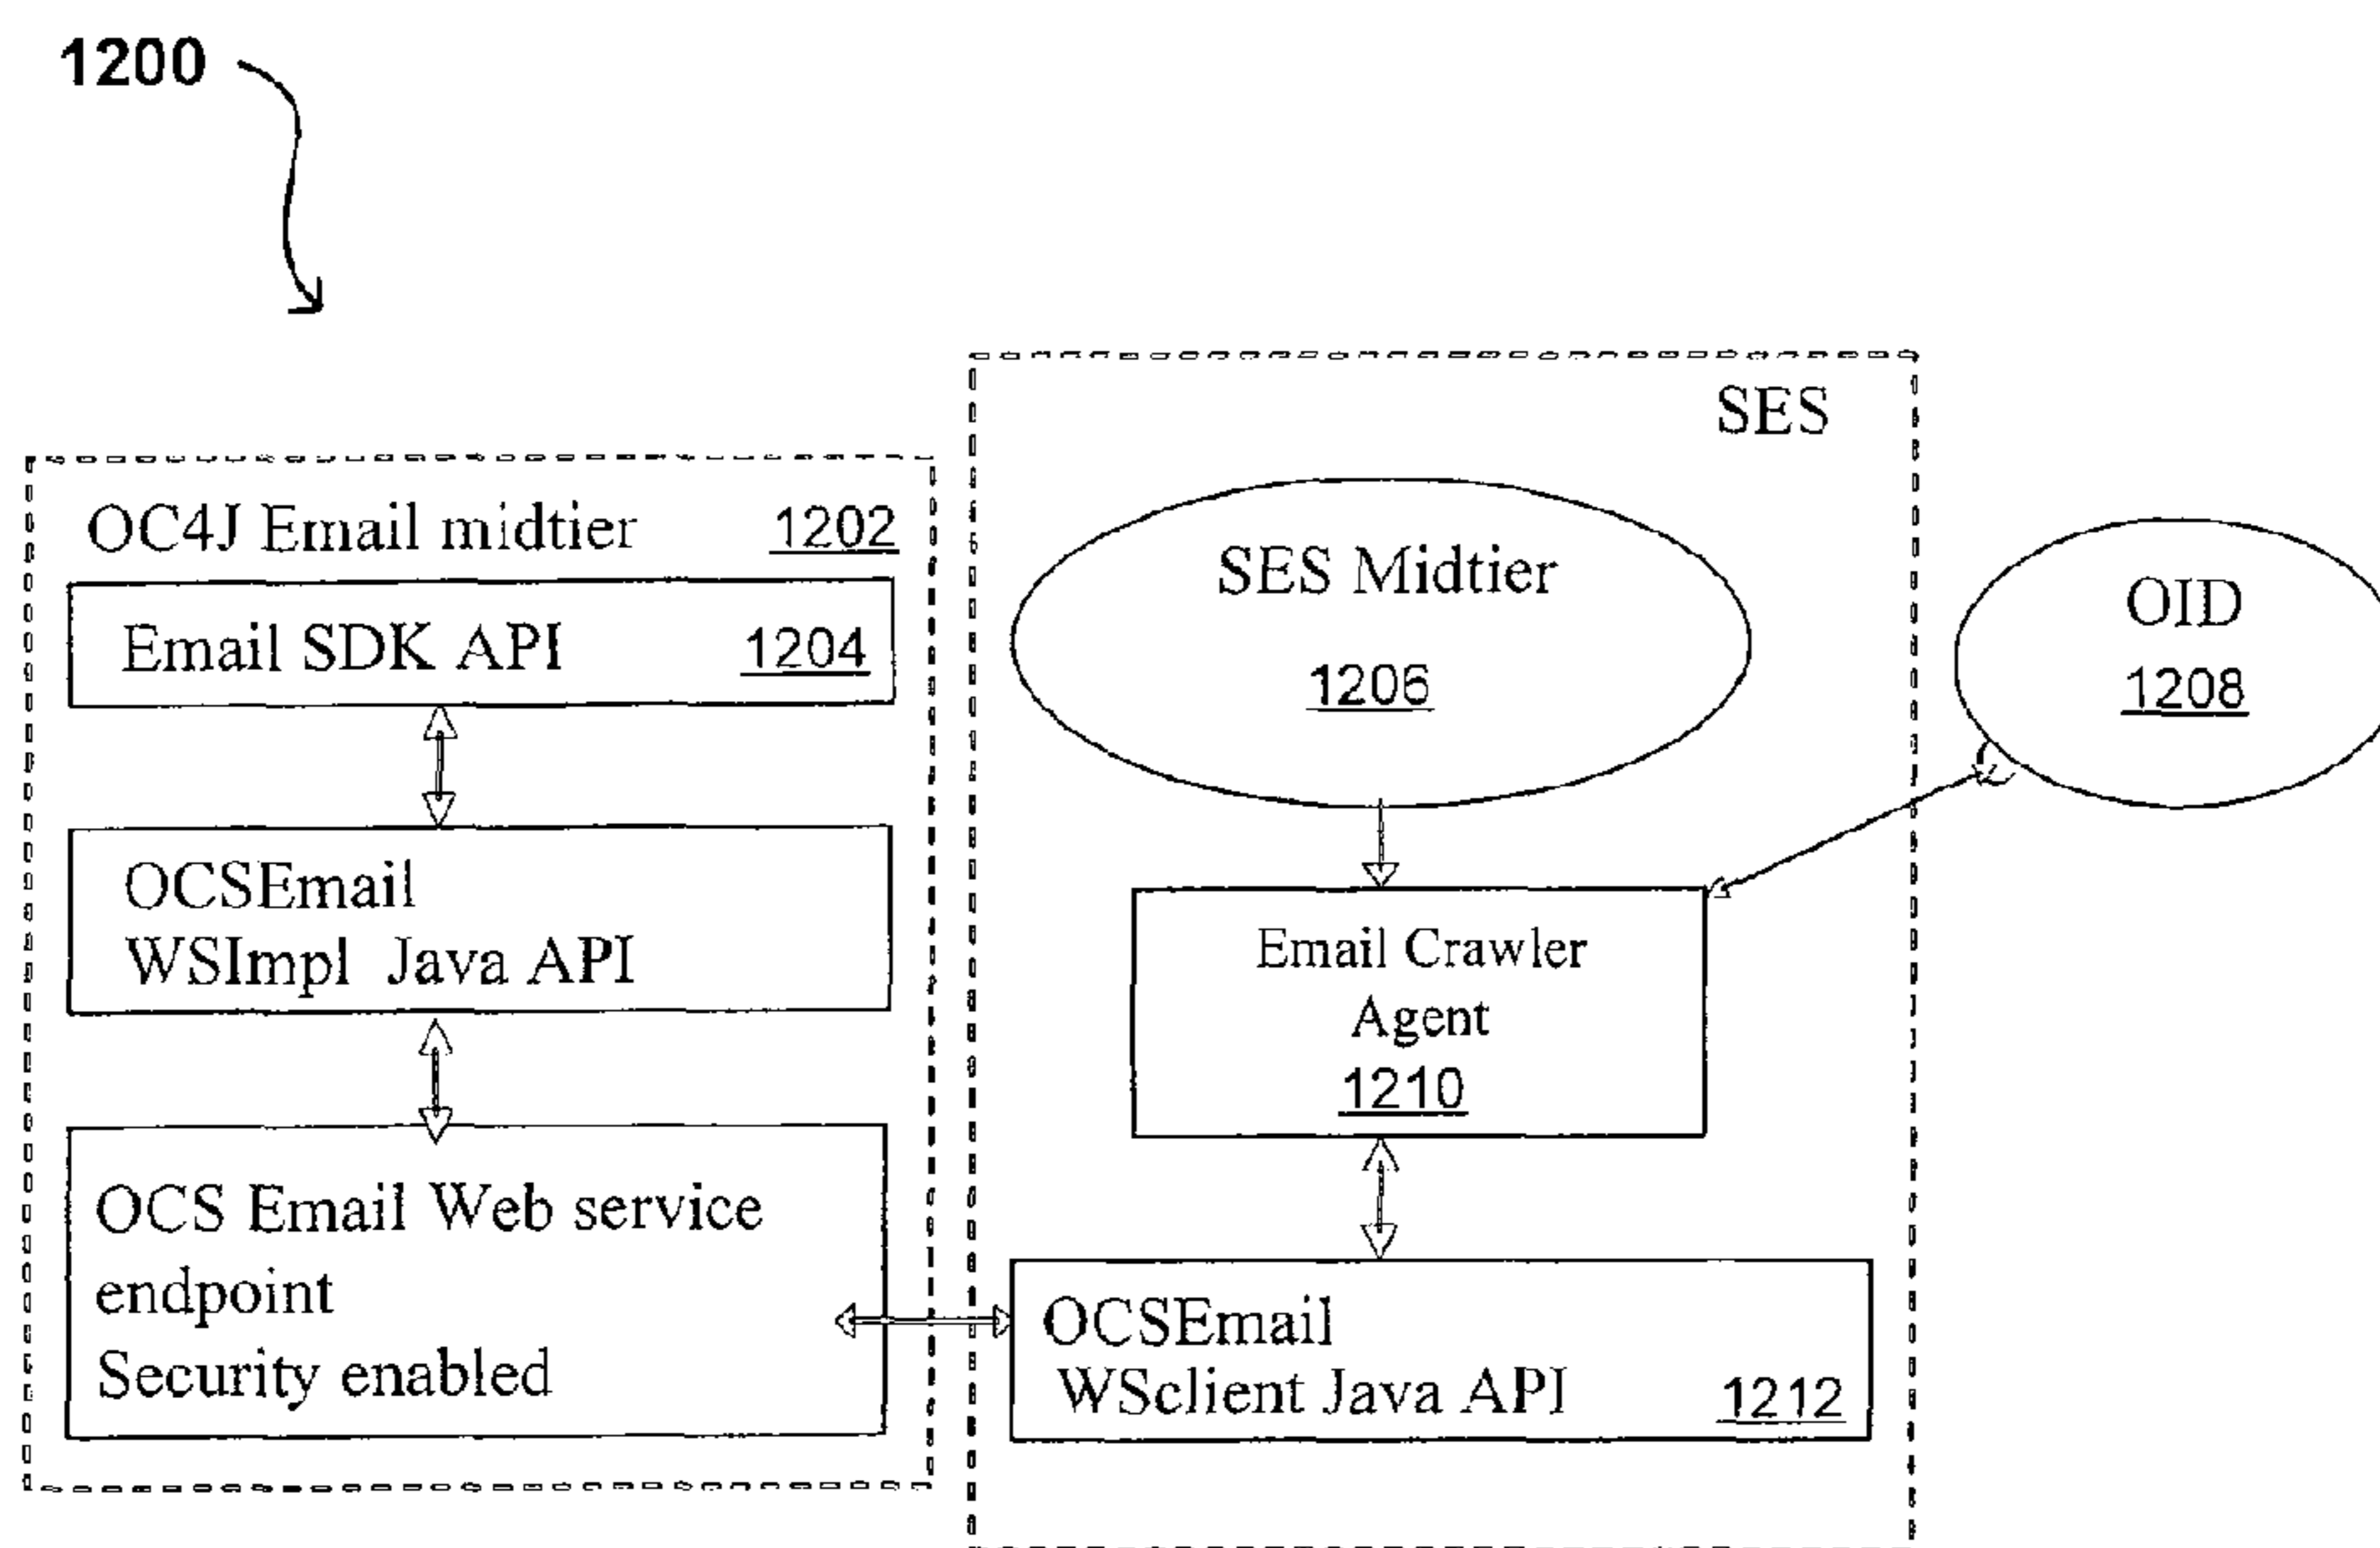 1200
OC4J Email midtier 1202
Email SDK API 1204
OCSEmail
WSImpl Java API
OCS Email Web service
endpoint
Security enabled
SES
SES Midtier
1206
Email Crawler
Agent
1210
OCSEmail
WSclient Java API 1212
OID
1208